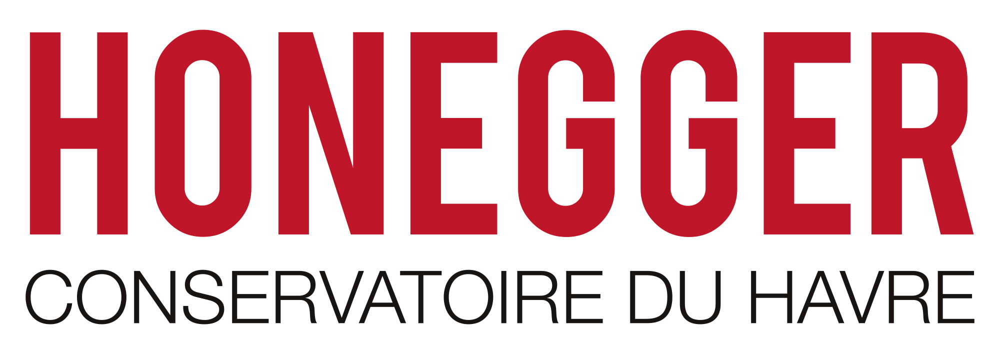 HONEGGER
CONSERVATOIRE DU HAVRE